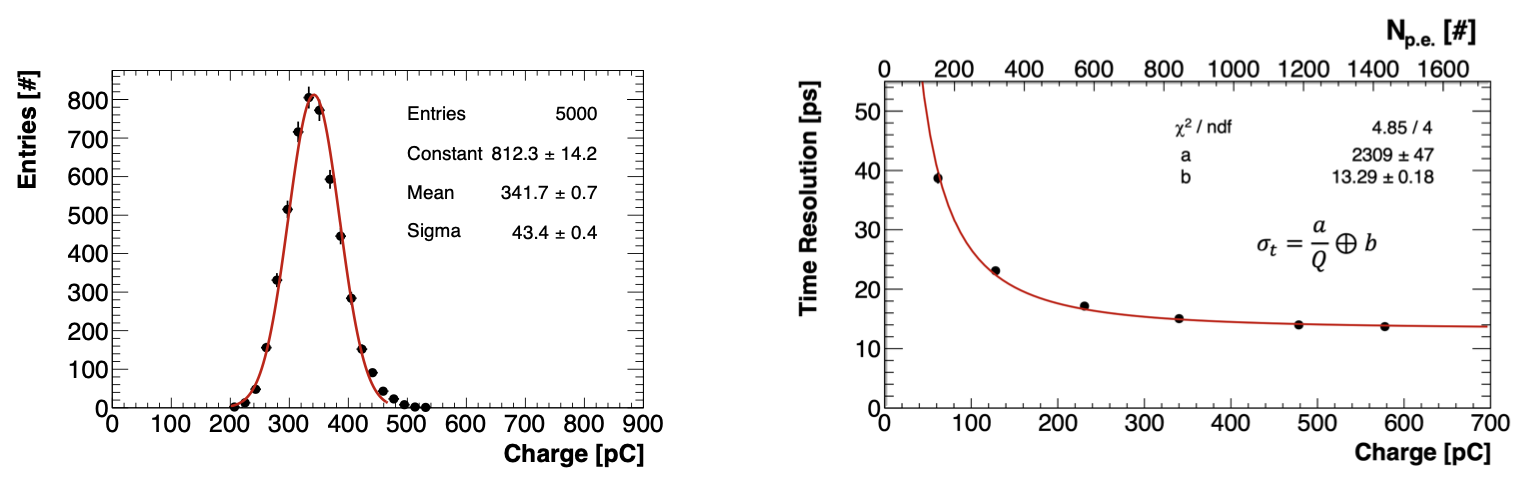 Entries [#]
800
700
600
500
400
300
200
100
0
Entries 5000
Constant 812.3 ± 14.2
Mean 341.7 ± 0.7
Sigma 43.4 ± 0.4
0 100 200 300 400 500 600 700 800 900
Charge [pC]
N_{p.e.} [#]
0 200 400 600 800 1000 1200 1400 1600
Time Resolution [ps]
50
40
30
20
10
0
χ² / ndf 4.85 / 4
a 2309 ± 47
b 13.29 ± 0.18
σ_t = a/Q ⊕ b
0 100 200 300 400 500 600 700
Charge [pC]